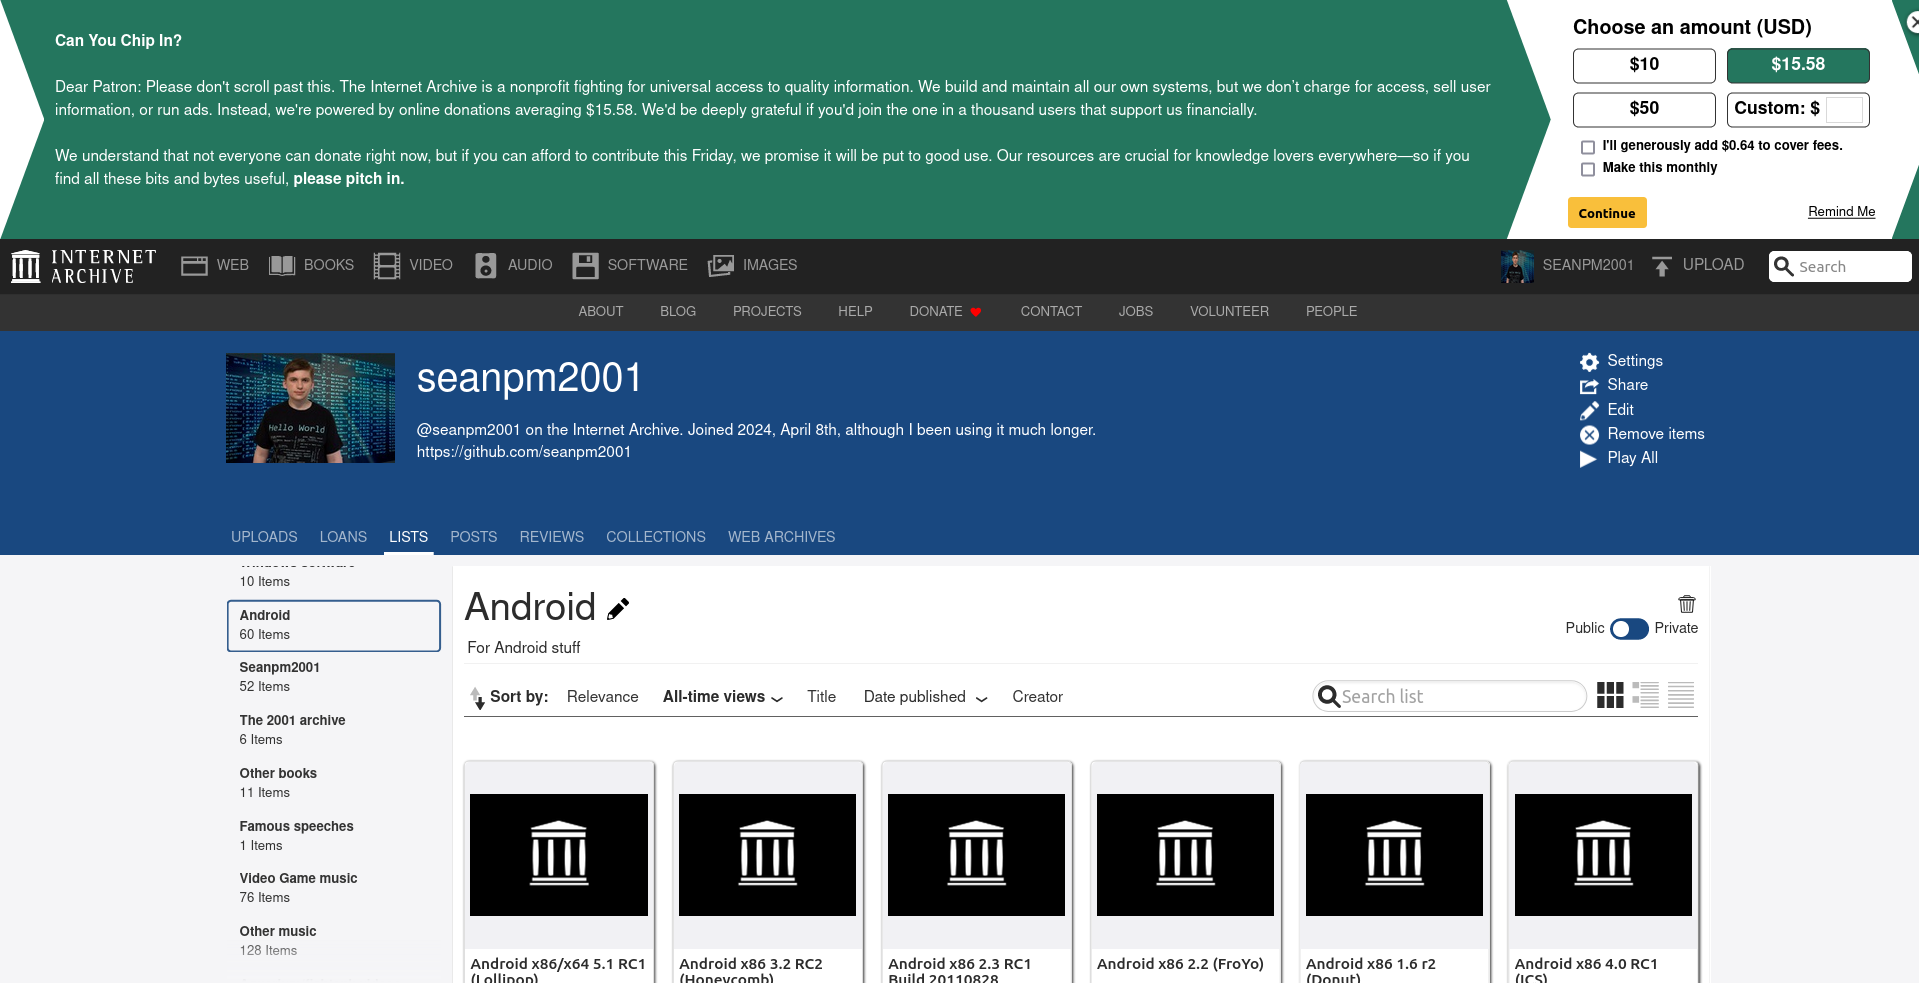 Can You Chip In?
Dear Patron: Please don't scroll past this. The Internet Archive is a nonprofit fighting for universal access to quality information. We build and maintain all our own systems, but we don’t charge for access, sell user
information, or run ads. Instead, we're powered by online donations averaging $15.58. We'd be deeply grateful if you'd join the one in a thousand users that support us financially.
We understand that not everyone can donate right now, but if you can afford to contribute this Friday, we promise it will be put to good use. Our resources are crucial for knowledge lovers everywhere—so if you
find all these bits and bytes useful, please pitch in.
Choose an amount (USD)
$10
$15.58
$50
Custom: $
I'll generously add $0.64 to cover fees.
Make this monthly
Continue
Remind Me
INTERNET
ARCHIVE
WEB
BOOKS
VIDEO
AUDIO
SOFTWARE
IMAGES
SEANPM2001
UPLOAD
Search
ABOUT
BLOG
PROJECTS
HELP
DONATE
CONTACT
JOBS
VOLUNTEER
PEOPLE
Hello World
seanpm2001
@seanpm2001 on the Internet Archive. Joined 2024, April 8th, although I been using it much longer.
https://github.com/seanpm2001
Settings
Share
Edit
Remove items
Play All
UPLOADS
LOANS
LISTS
POSTS
REVIEWS
COLLECTIONS
WEB ARCHIVES
10 Items
Android
60 Items
Seanpm2001
52 Items
The 2001 archive
6 Items
Other books
11 Items
Famous speeches
1 Items
Video Game music
76 Items
Other music
128 Items
Android
For Android stuff
Public
Private
Sort by:
Relevance
All-time views
Title
Date published
Creator
Search list
Android x86/x64 5.1 RC1
(Lollipop)
Android x86 3.2 RC2
(Honeycomb)
Android x86 2.3 RC1
Build 20110828
Android x86 2.2 (FroYo)
Android x86 1.6 r2
(Donut)
Android x86 4.0 RC1
(ICS)